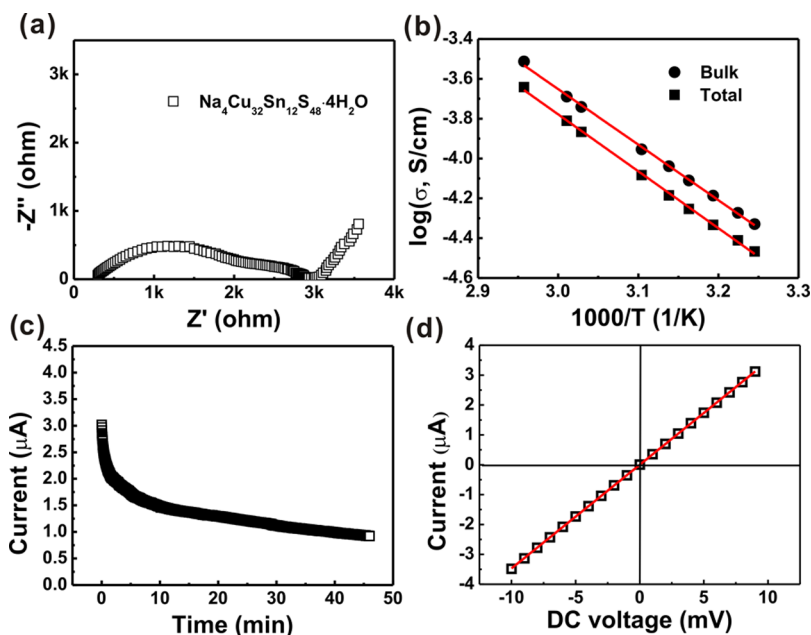 (a)
3k
2k
1k
0
0 1k 2k 3k 4k
-Z'' (ohm)
Z' (ohm)
Na4Cu32Sn12S48·4H2O
(b)
-3.4
-3.6
-3.8
-4.0
-4.2
-4.4
-4.6
2.9 3.0 3.1 3.2 3.3
log(σ, S/cm)
1000/T (1/K)
Bulk
Total
(c)
4.5
4.0
3.5
3.0
2.5
2.0
1.5
1.0
0.5
0.0
0 10 20 30 40 50
Current (μA)
Time (min)
(d)
4
3
2
1
0
-1
-2
-3
-4
-10 -5 0 5 10
Current (μA)
DC voltage (mV)